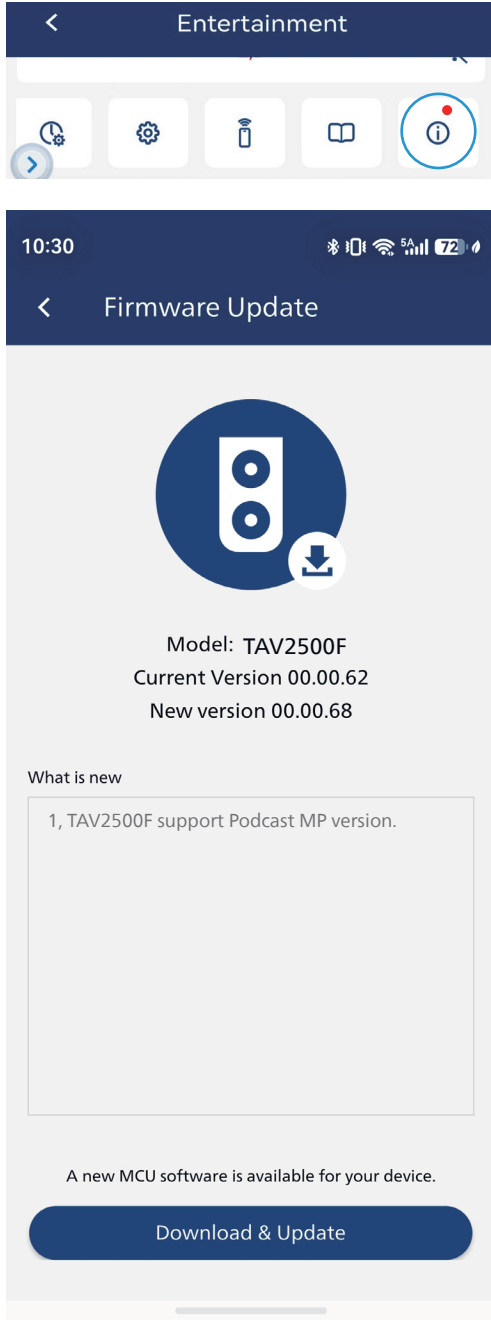 Entertainment
10:30
5A 72
Firmware Update
Model: TAV2500F
Current Version 00.00.62
New version 00.00.68
What is new
1, TAV2500F support Podcast MP version.
A new MCU software is available for your device.
Download & Update